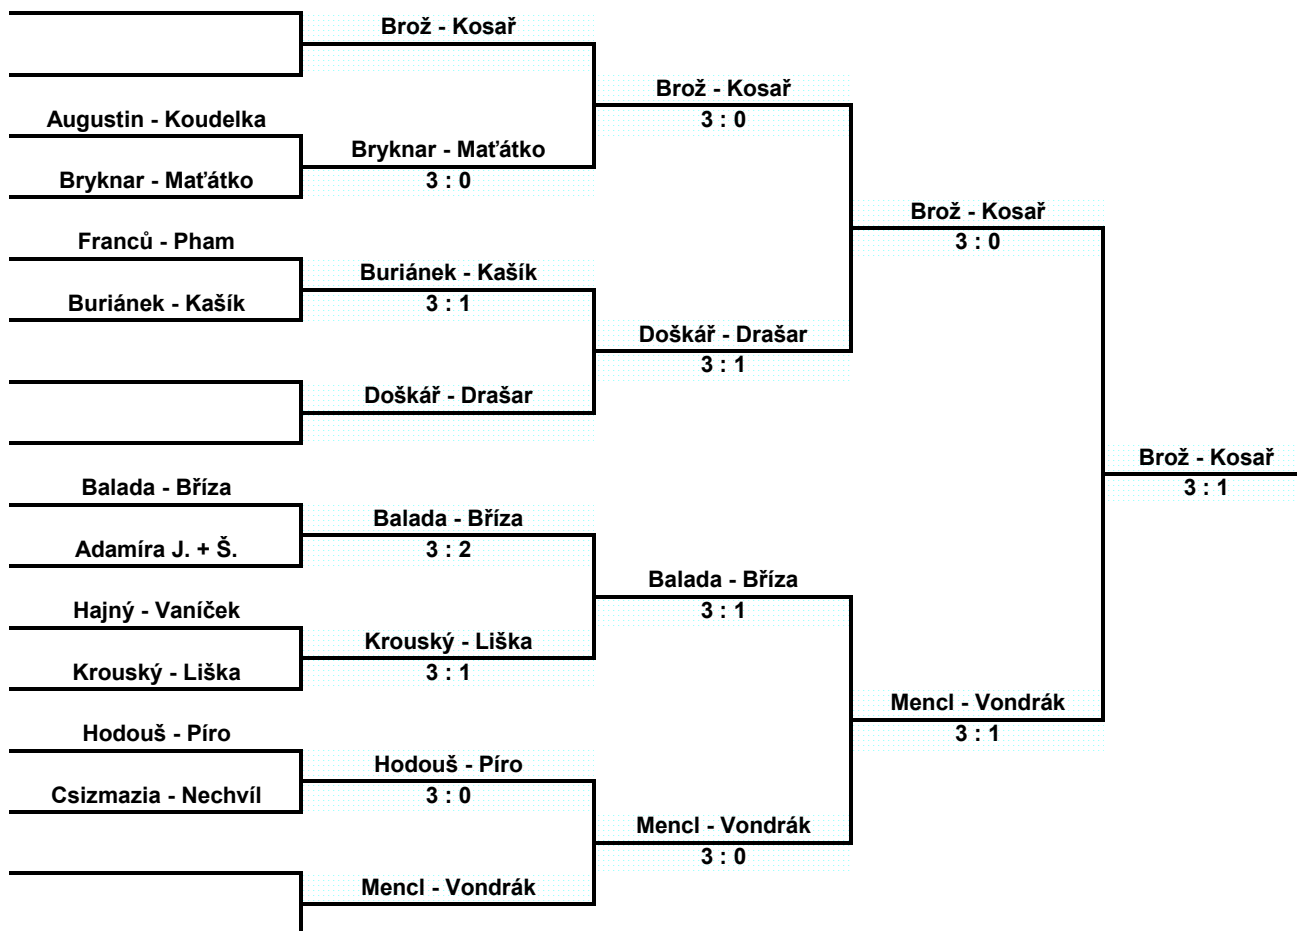 Brož - Kosař
Brož - Kosař
3 : 0
Augustin - Koudelka
Bryknar - Maťátko
3 : 0
Bryknar - Maťátko
Brož - Kosař
3 : 0
Franců - Pham
Buriánek - Kašík
3 : 1
Buriánek - Kašík
Doškář - Drašar
3 : 1
Doškář - Drašar
Brož - Kosař
3 : 1
Balada - Bříza
Balada - Bříza
3 : 2
Adamíra J. + Š.
Balada - Bříza
3 : 1
Hajný - Vaníček
Krouský - Liška
3 : 1
Krouský - Liška
Mencl - Vondrák
3 : 1
Hodouš - Píro
Hodouš - Píro
3 : 0
Csizmazia - Nechvíl
Mencl - Vondrák
3 : 0
Mencl - Vondrák